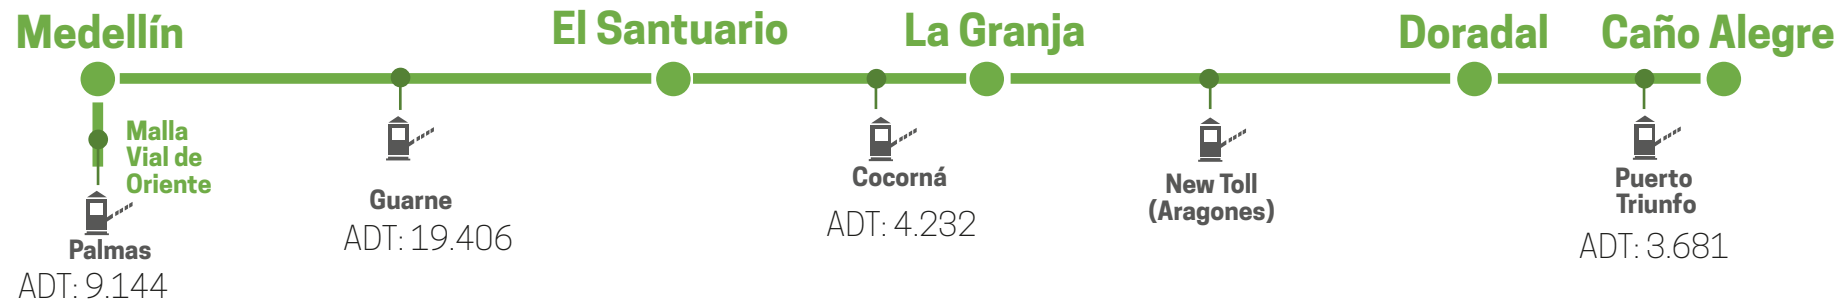 Medellín
El Santuario
La Granja
Doradal
Caño Alegre
Malla
Vial de
Oriente
Palmas
ADT: 9.144
Guarne
ADT: 19.406
Cocorná
ADT: 4.232
New Toll
(Aragones)
Puerto
Triunfo
ADT: 3.681